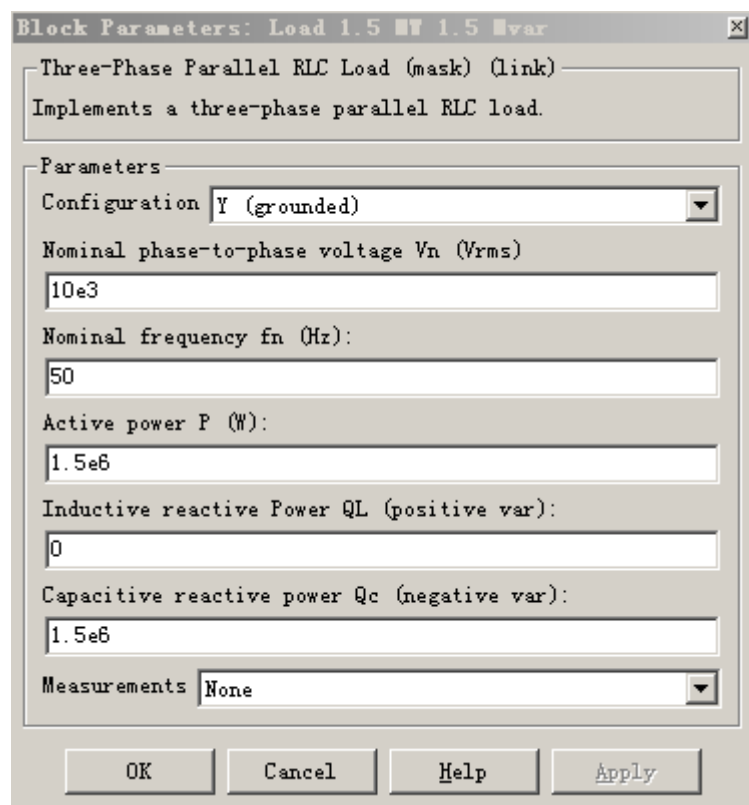 Block Parameters: Load 1.5 MW 1.5 Mvar
Three-Phase Parallel RLC Load (mask) (link)
Implements a three-phase parallel RLC load.
Parameters
Configuration Y (grounded)
Nominal phase-to-phase voltage Vn (Vrms)
10e3
Nominal frequency fn (Hz):
50
Active power P (W):
1.5e6
Inductive reactive Power QL (positive var):
0
Capacitive reactive power Qc (negative var):
1.5e6
Measurements None
OK Cancel Help Apply